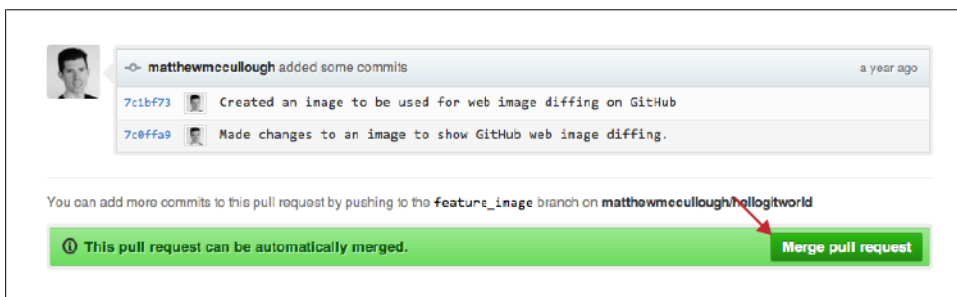 matthewmccullough added some commits a year ago
7c1bf73 Created an image to be used for web image diffing on GitHub
7c0ffa9 Made changes to an image to show GitHub web image diffing.
You can add more commits to this pull request by pushing to the feature_image branch on matthewmccullough/hellogitworld
This pull request can be automatically merged. Merge pull request